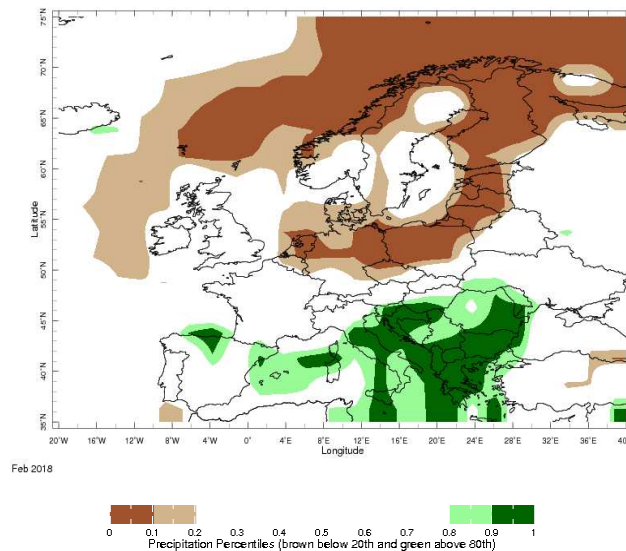 75˚N
70˚N
65˚N
60˚N
55˚N
50˚N
45˚N
40˚N
35˚N
Latitude
20˚W 16˚W 12˚W 8˚W 4˚W 0˚ 4˚E 8˚E 12˚E 16˚E 20˚E 24˚E 28˚E 32˚E 36˚E 40
Longitude
Feb 2018
0 0.1 0.2 0.3 0.4 0.5 0.6 0.7 0.8 0.9 1
Precipitation Percentiles (brown below 20th and green above 80th)